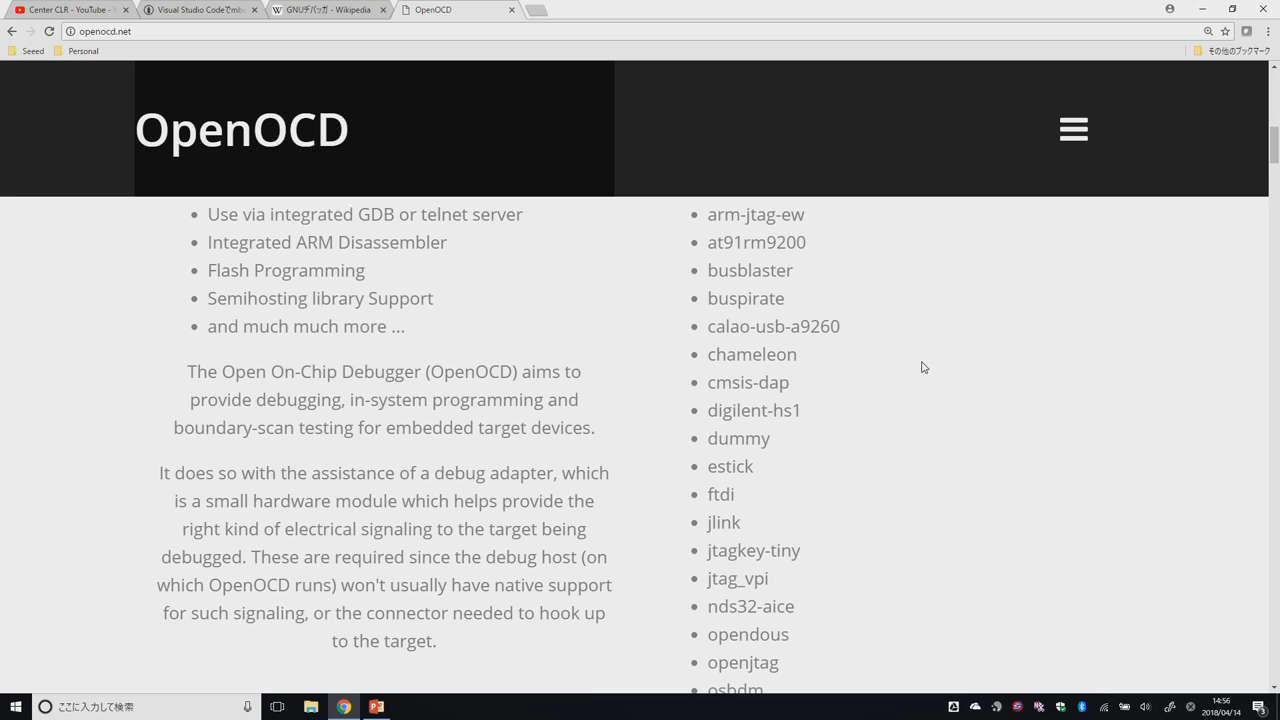 Center CLR - YouTube -
Visual Studio Codeでmb
GNUデバッガ - Wikipedia
OpenOCD
openocd.net
Seeed
Personal
その他のブックマーク
OpenOCD
Use via integrated GDB or telnet server
Integrated ARM Disassembler
Flash Programming
Semihosting library Support
and much much more ...
The Open On-Chip Debugger (OpenOCD) aims to
provide debugging, in-system programming and
boundary-scan testing for embedded target devices.
It does so with the assistance of a debug adapter, which
is a small hardware module which helps provide the
right kind of electrical signaling to the target being
debugged. These are required since the debug host (on
which OpenOCD runs) won't usually have native support
for such signaling, or the connector needed to hook up
to the target.
arm-jtag-ew
at91rm9200
busblaster
buspirate
calao-usb-a9260
chameleon
cmsis-dap
digilent-hs1
dummy
estick
ftdi
jlink
jtagkey-tiny
jtag_vpi
nds32-aice
opendous
openjtag
osbdm
ここに入力して検索
14:56
2018/04/14